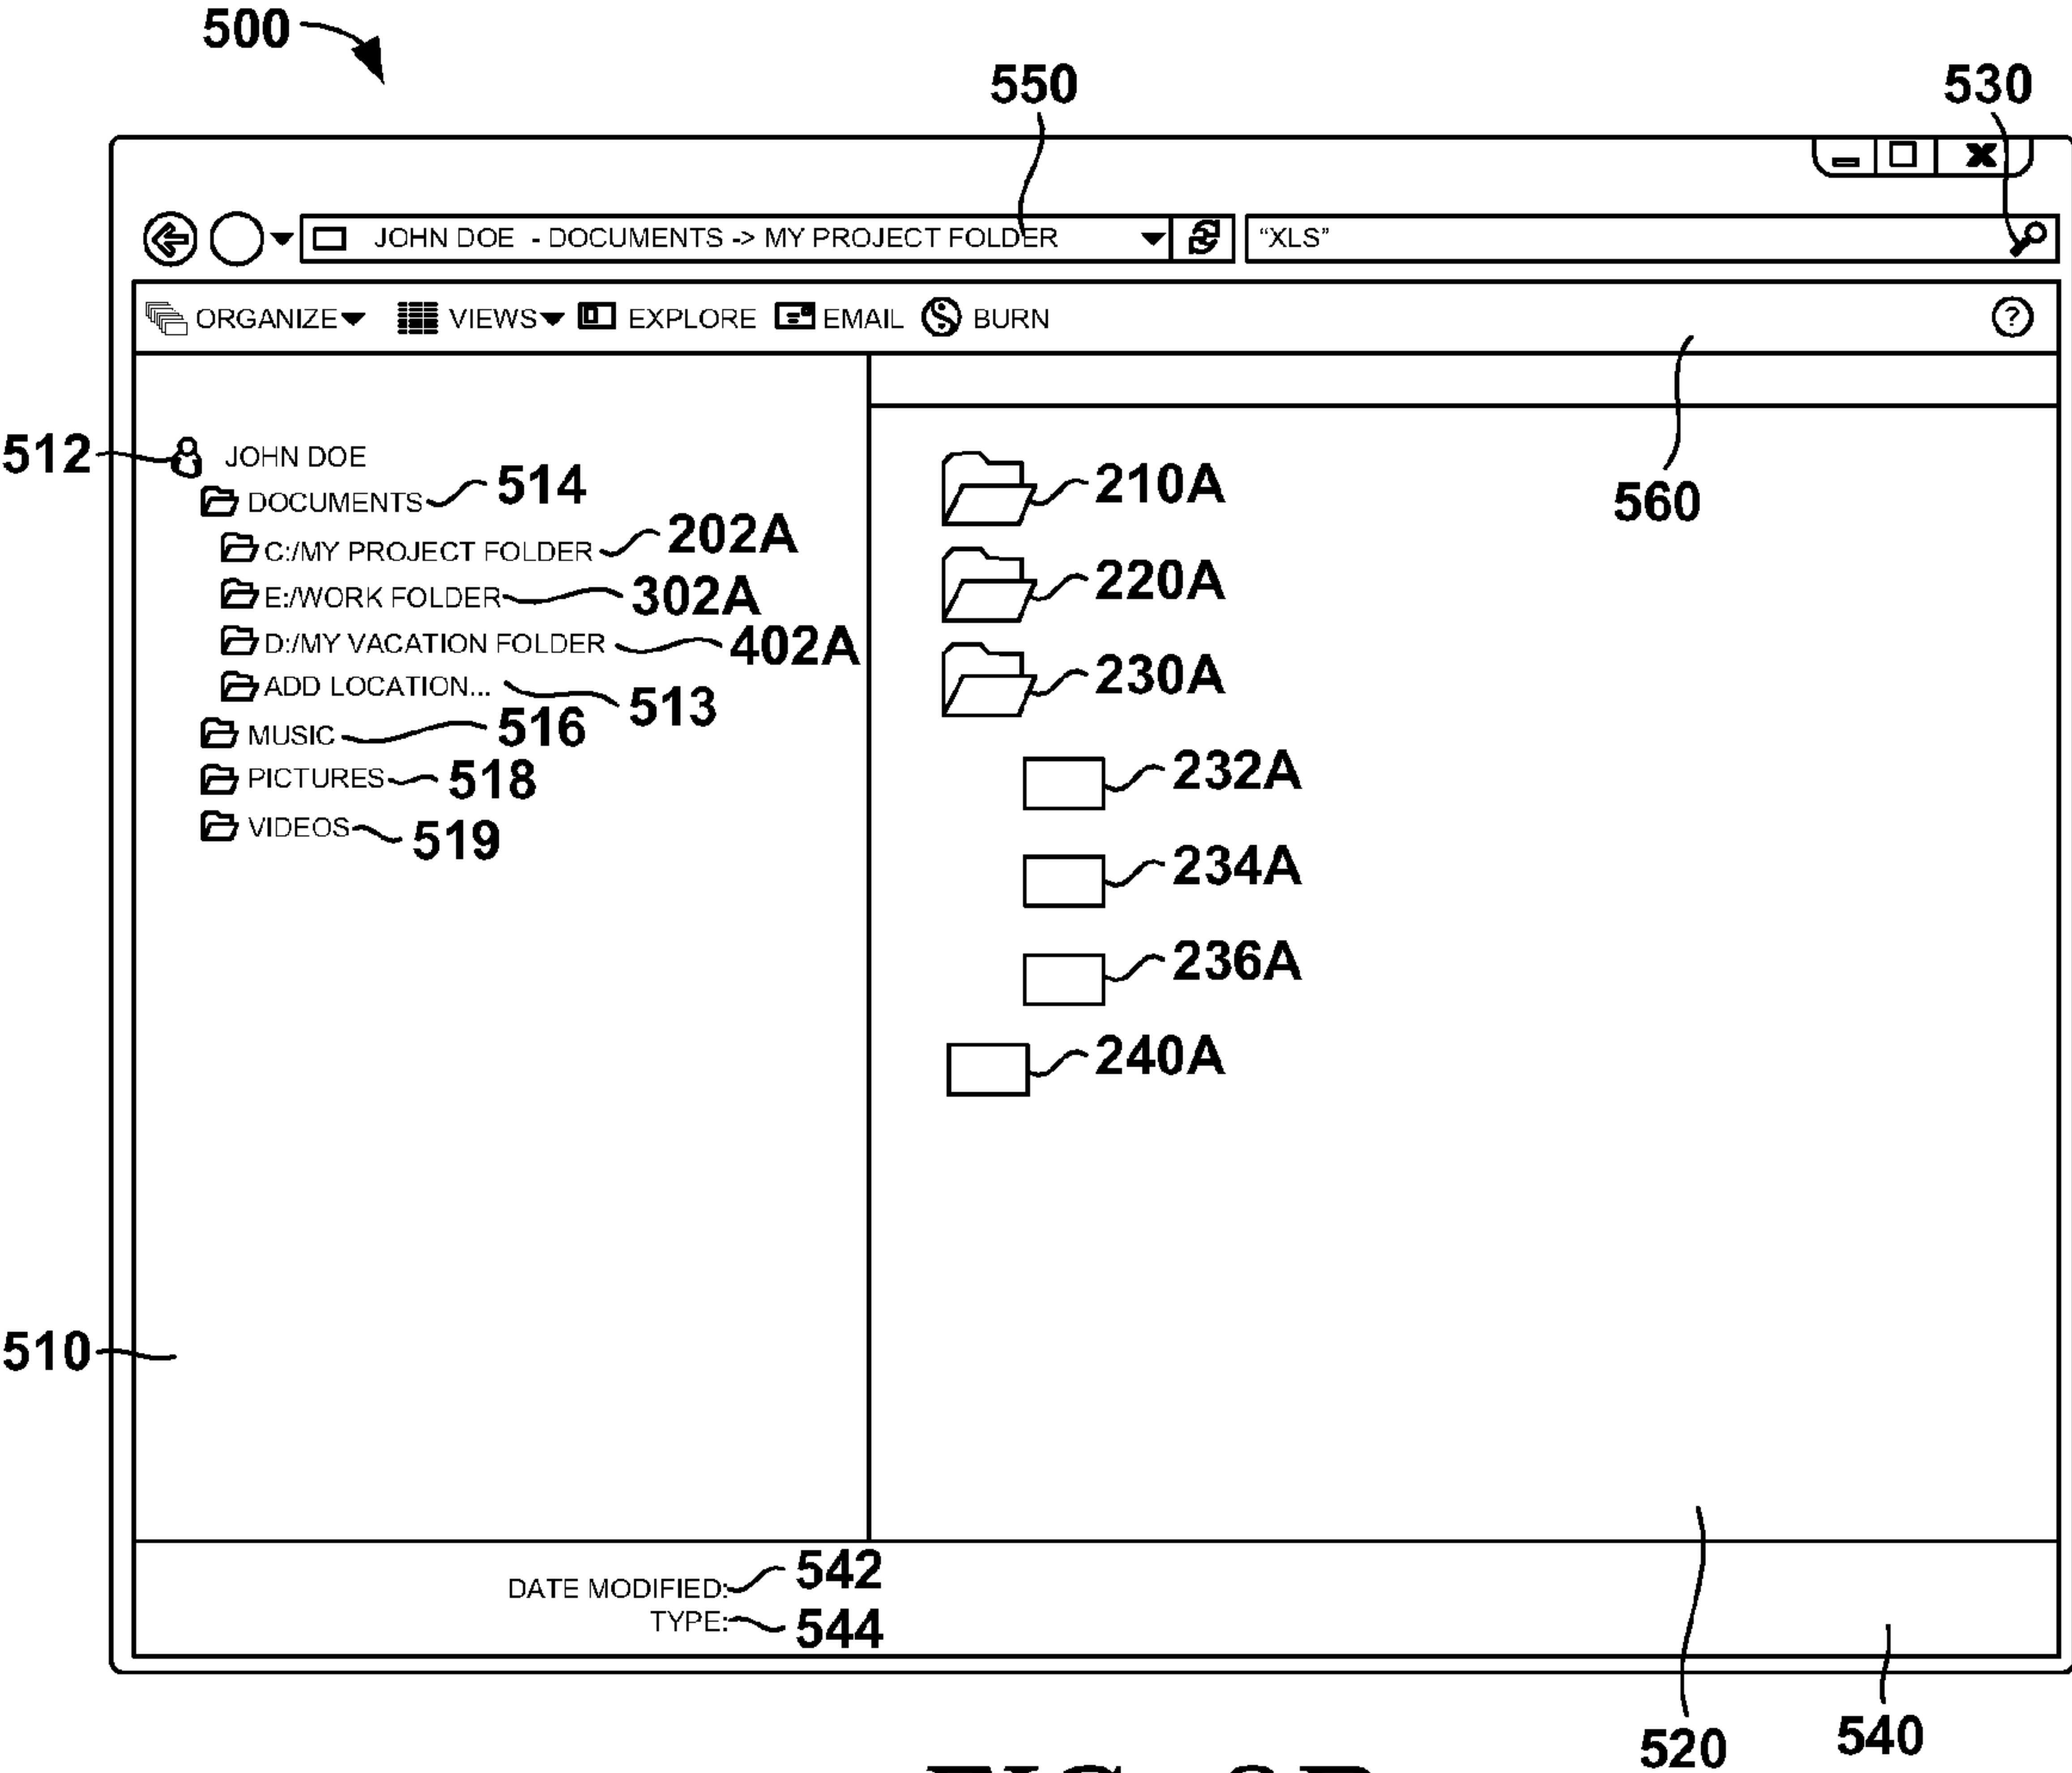 500
550
530
JOHN DOE - DOCUMENTS -> MY PROJECT FOLDER
“XLS”
ORGANIZE VIEWS EXPLORE EMAIL BURN ?
560
512 JOHN DOE
DOCUMENTS 514
C:/MY PROJECT FOLDER 202A
E:/WORK FOLDER 302A
D:/MY VACATION FOLDER 402A
ADD LOCATION... 513
MUSIC 516
PICTURES 518
VIDEOS 519
510
210A
220A
230A
232A
234A
236A
240A
DATE MODIFIED: 542
TYPE: 544
520
540